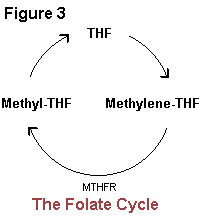 Figure 3
THF
Methyl-THF Methylene-THF
MTHFR
The Folate Cycle